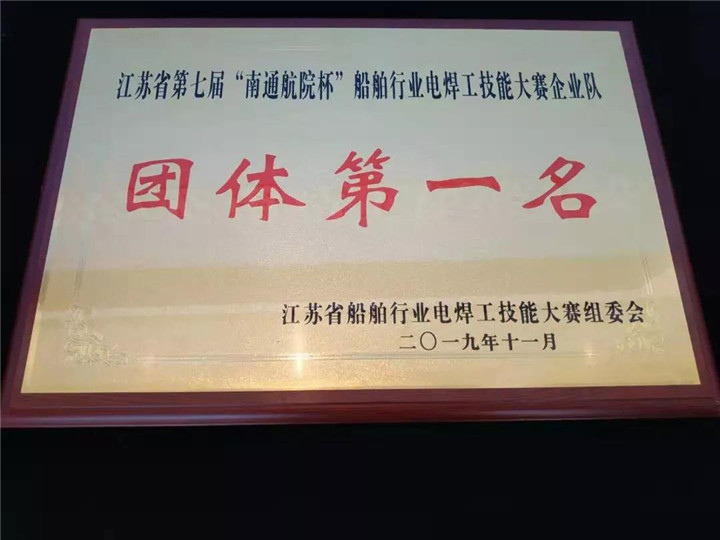 江苏省第七届“南通航院杯”船舶行业电焊工技能大赛企业队
团体第一名
江苏省船舶行业电焊工技能大赛组委会
二〇一九年十一月